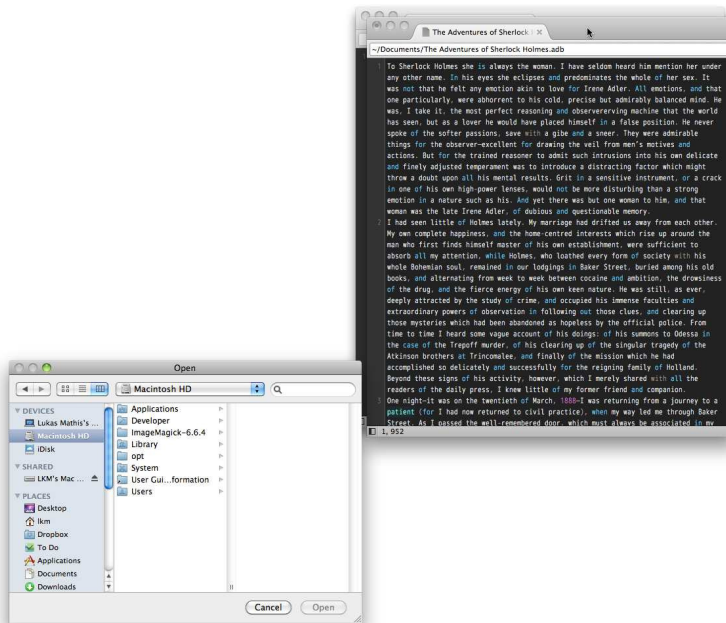 The Adventures of Sherlock
~/Documents/The Adventures of Sherlock Holmes.adb
1 To Sherlock Holmes she is always the woman. I have seldom heard him mention her under
any other name. In his eyes she eclipses and predominates the whole of her sex. It
was not that he felt any emotion akin to love for Irene Adler. All emotions, and that
one particularly, were abhorrent to his cold, precise but admirably balanced mind. He
was, I take it, the most perfect reasoning and observererving machine that the world
has seen, but as a lover he would have placed himself in a false position. He never
spoke of the softer passions, save with a gibe and a sneer. They were admirable
things for the observer—excellent for drawing the veil from men's motives and
actions. But for the trained reasoner to admit such intrusions into his own delicate
and finely adjusted temperament was to introduce a distracting factor which might
throw a doubt upon all his mental results. Grit in a sensitive instrument, or a crack
in one of his own high-power lenses, would not be more disturbing than a strong
emotion in a nature such as his. And yet there was but one woman to him, and that
woman was the late Irene Adler, of dubious and questionable memory.
2 I had seen little of Holmes lately. My marriage had drifted us away from each other.
My own complete happiness, and the home-centred interests which rise up around the
man who first finds himself master of his own establishment, were sufficient to
absorb all my attention, while Holmes, who loathed every form of society with his
whole Bohemian soul, remained in our lodgings in Baker Street, buried among his old
books, and alternating from week to week between cocaine and ambition, the drowsiness
of the drug, and the fierce energy of his own keen nature. He was still, as ever,
deeply attracted by the study of crime, and occupied his immense faculties and
extraordinary powers of observation in following out those clues, and clearing up
those mysteries which had been abandoned as hopeless by the official police. From
time to time I heard some vague account of his doings: of his summons to Odessa in
the case of the Trepoff murder, of his clearing up of the singular tragedy of the
Atkinson brothers at Trincomalee, and finally of the mission which he had
accomplished so delicately and successfully for the reigning family of Holland.
Beyond these signs of his activity, however, which I merely shared with all the
readers of the daily press, I knew little of my former friend and companion.
3 One night—it was on the twentieth of March, 1888—I was returning from a journey to a
patient (for I had now returned to civil practice), when my way led me through Baker
Street. As I passed the well-remembered door, which must always be associated in my
1, 952
Open
Macintosh HD
DEVICES
Lukas Mathis's ...
Macintosh HD
iDisk
SHARED
LKM's Mac ...
PLACES
Desktop
lkm
Dropbox
To Do
Applications
Documents
Downloads
Applications
Developer
ImageMagick-6.6.4
Library
opt
System
User Gui...formation
Users
Cancel
Open